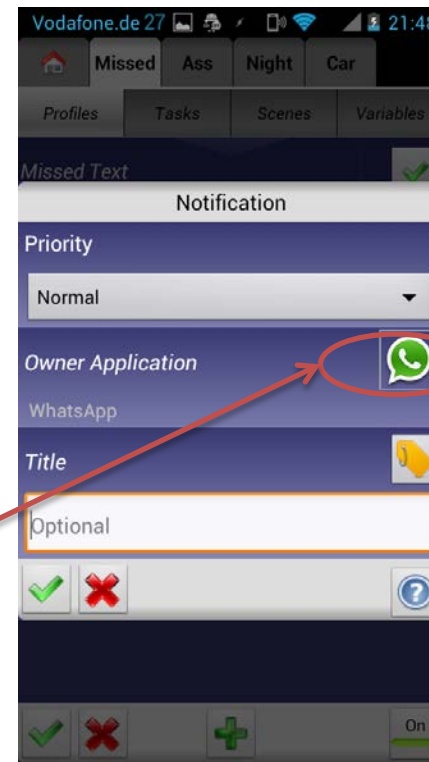 Vodafone.de 27 21:48
Missed Ass Night Car
Profiles Tasks Scenes Variables
Missed Text
Notification
Priority
Normal
Owner Application
WhatsApp
Title
Optional
On